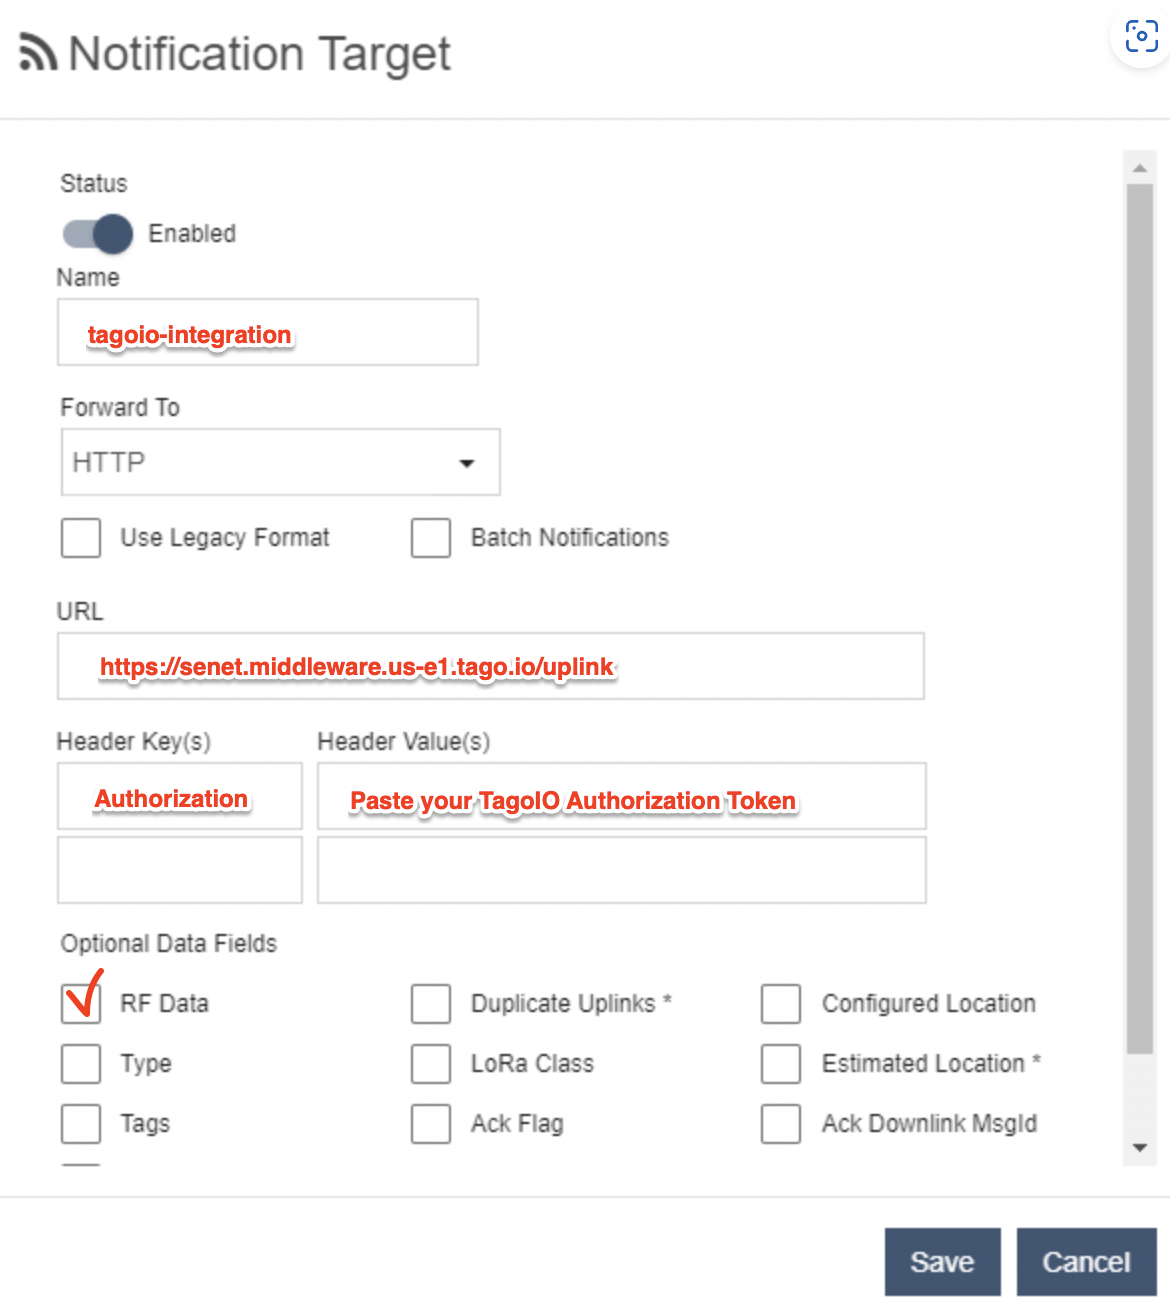 Notification Target
Status
Enabled
Name
tagoio-integration
Forward To
HTTP
Use Legacy Format Batch Notifications
URL
https://senet.middleware.us-e1.tago.io/uplink
Header Key(s) Header Value(s)
Authorization Paste your TagoIO Authorization Token
Optional Data Fields
RF Data Duplicate Uplinks * Configured Location
Type LoRa Class Estimated Location *
Tags Ack Flag Ack Downlink MsgId
Save Cancel